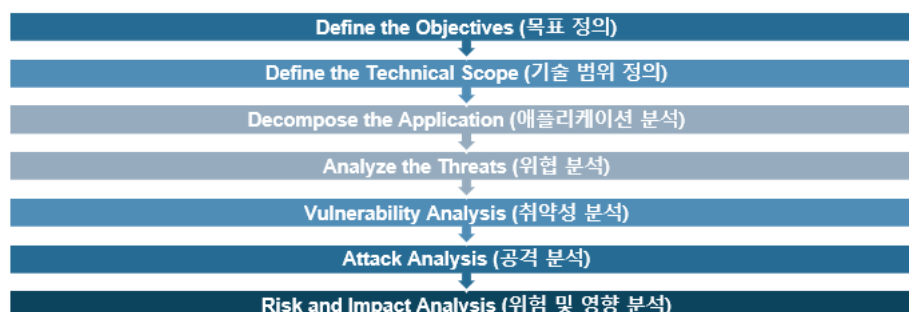 Define the Objectives (목표 정의)
Define the Technical Scope (기술 범위 정의)
Decompose the Application (애플리케이션 분석)
Analyze the Threats (위협 분석)
Vulnerability Analysis (취약성 분석)
Attack Analysis (공격 분석)
Risk and Impact Analysis (위험 및 영향 분석)